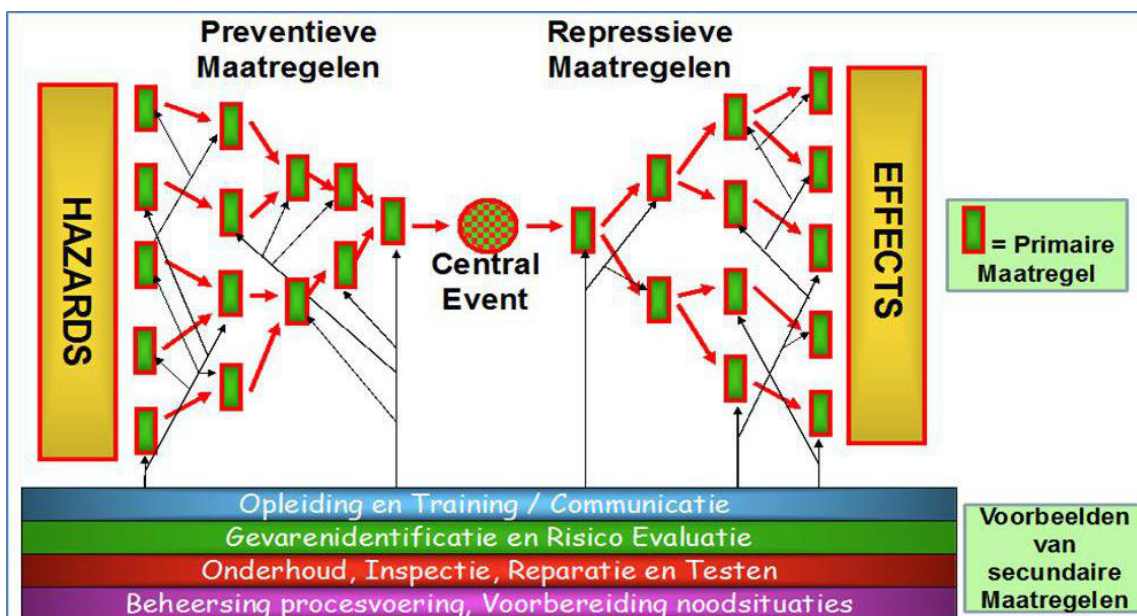 Preventieve
Maatregelen
Repressieve
Maatregelen
HAZARDS
Central
Event
EFFECTS
= Primaire
Maatregel
Opleiding en Training / Communicatie
Gevarenidentificatie en Risico Evaluatie
Onderhoud, Inspectie, Reparatie en Testen
Beheersing procesvoering, Voorbereiding noodsituaties
Voorbeelden
van
secundaire
Maatregelen